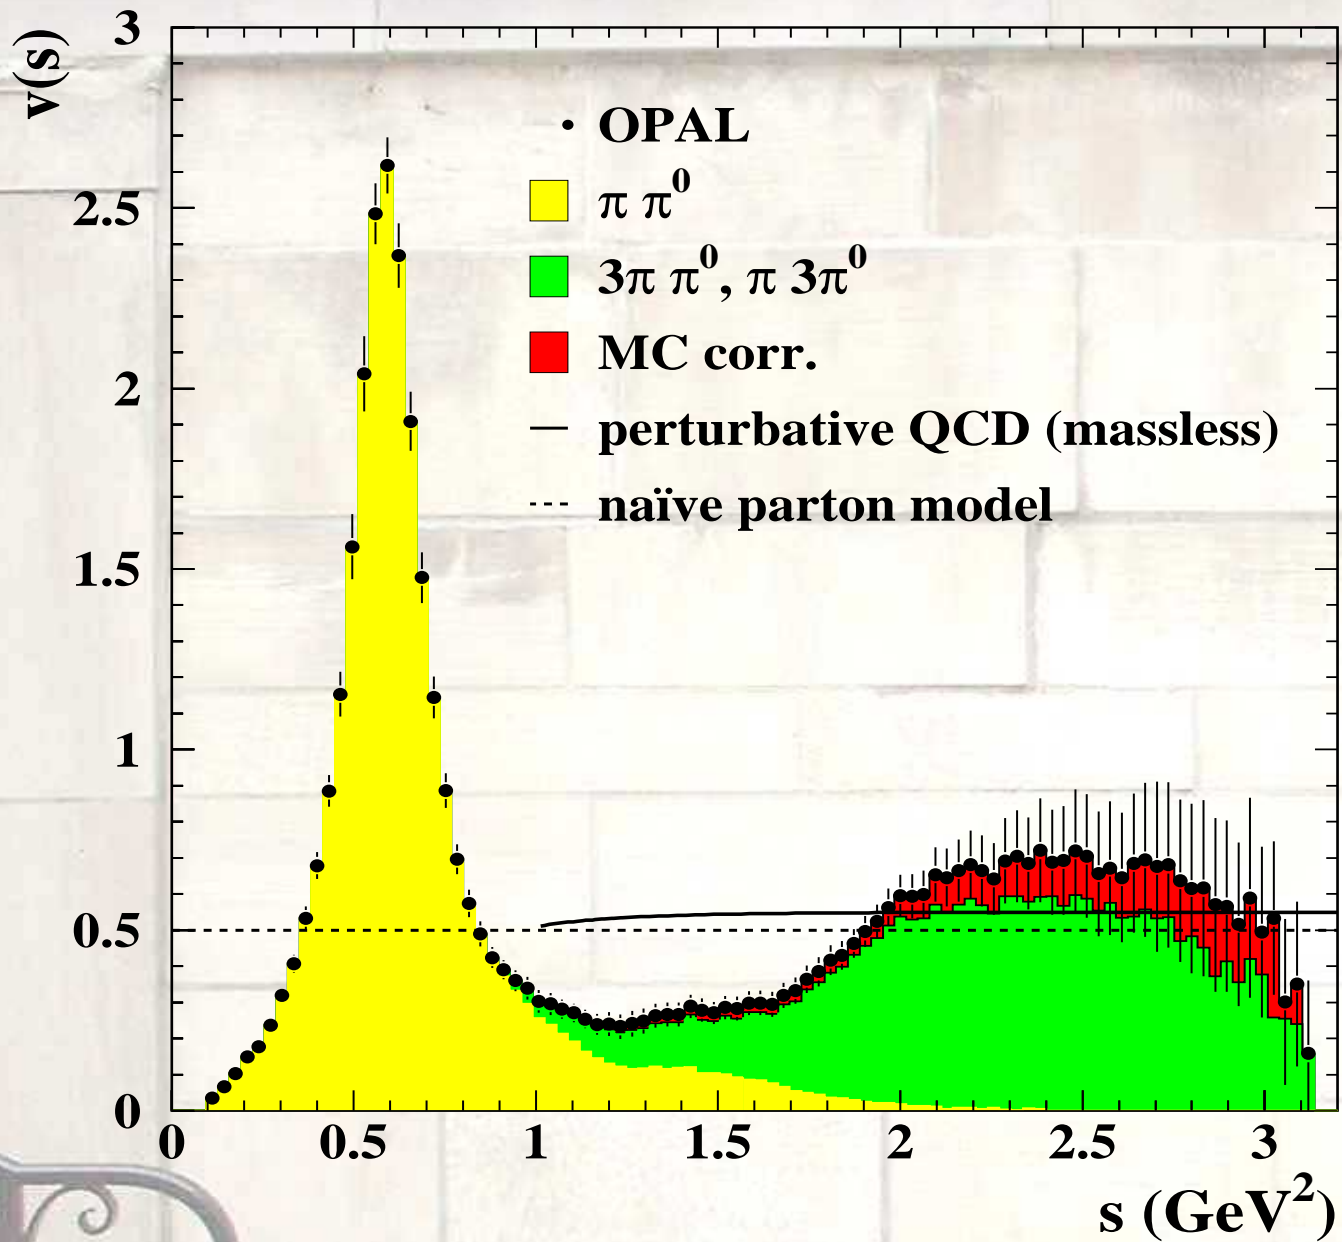 v(s)
3
2.5
2
1.5
1
0.5
0
OPAL
π π⁰
3π π⁰, π 3π⁰
MC corr.
perturbative QCD (massless)
naïve parton model
0 0.5 1 1.5 2 2.5 3
s (GeV²)